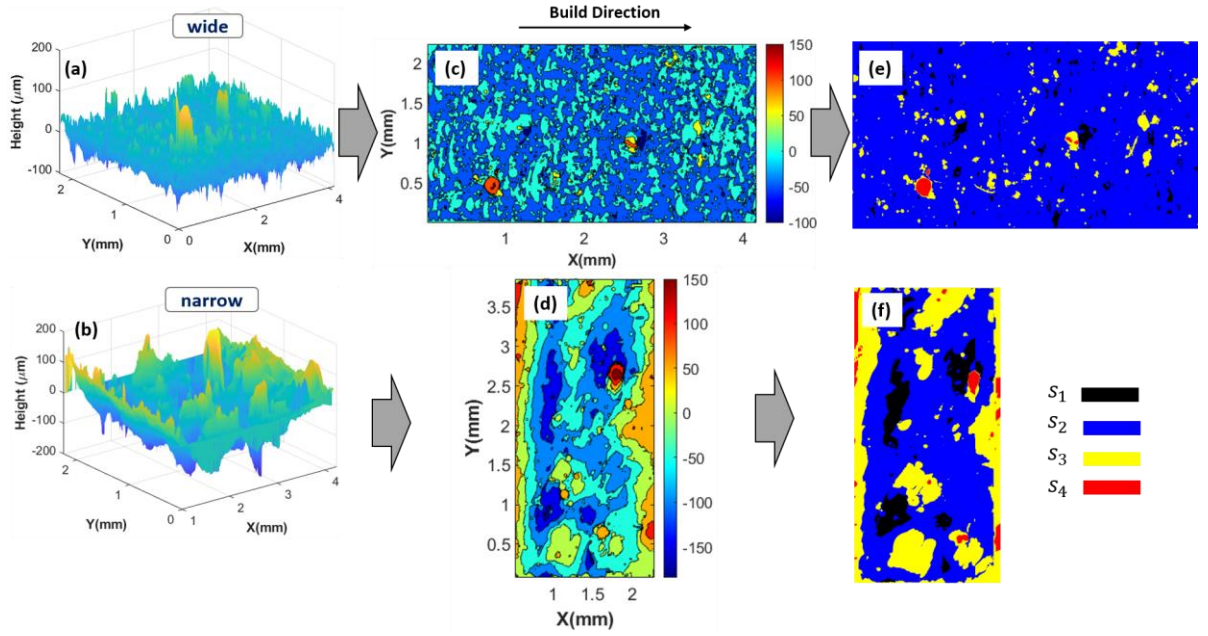 Build Direction
wide
(a)
200
100
0
-100
Height (μm)
2
1
0
Y(mm)
0
2
4
X(mm)
(c)
2
1.5
1
0.5
Y(mm)
1
2
3
4
X(mm)
150
100
50
0
-50
-100
(e)
narrow
(b)
200
100
0
-100
-200
Height (μm)
2
1
0
Y(mm)
1
2
3
4
X(mm)
(d)
3.5
3
2.5
2
1.5
1
0.5
Y(mm)
1
1.5
2
X(mm)
150
100
50
0
-50
-100
-150
(f)
S1
S2
S3
S4